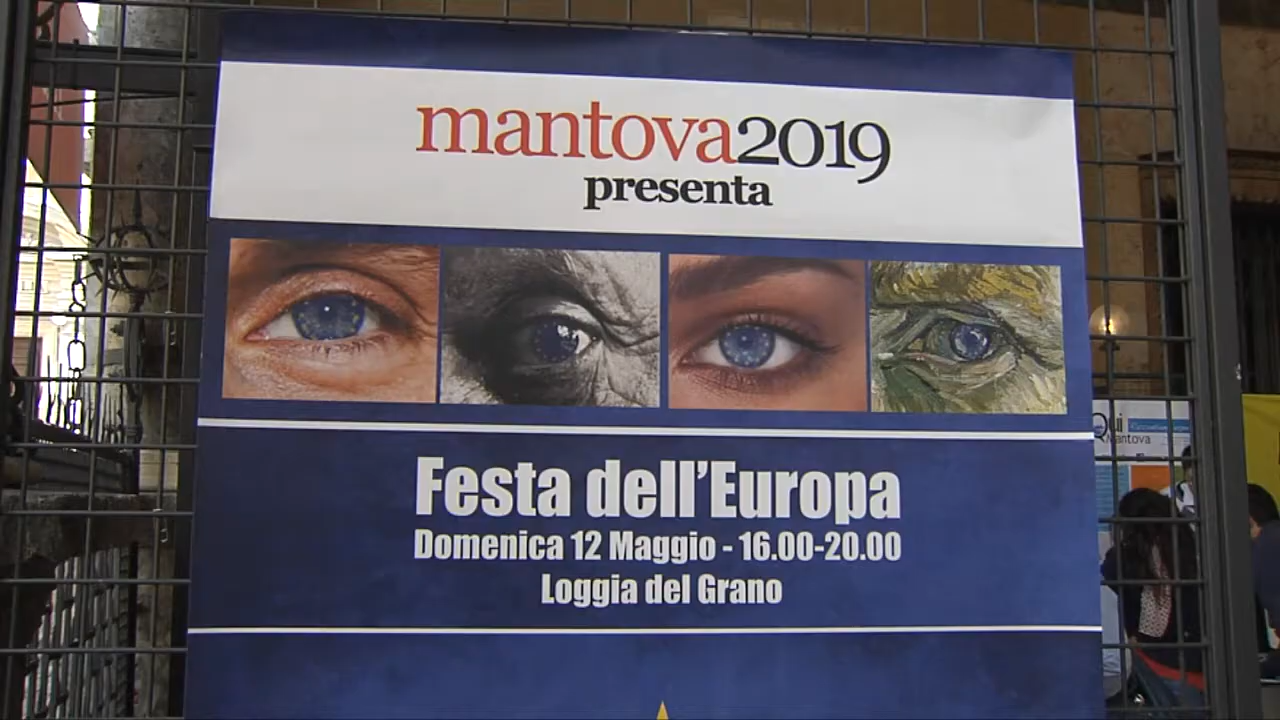 mantova2019
presenta
Festa dell'Europa
Domenica 12 Maggio - 16.00-20.00
Loggia del Grano
Qui
Mantova